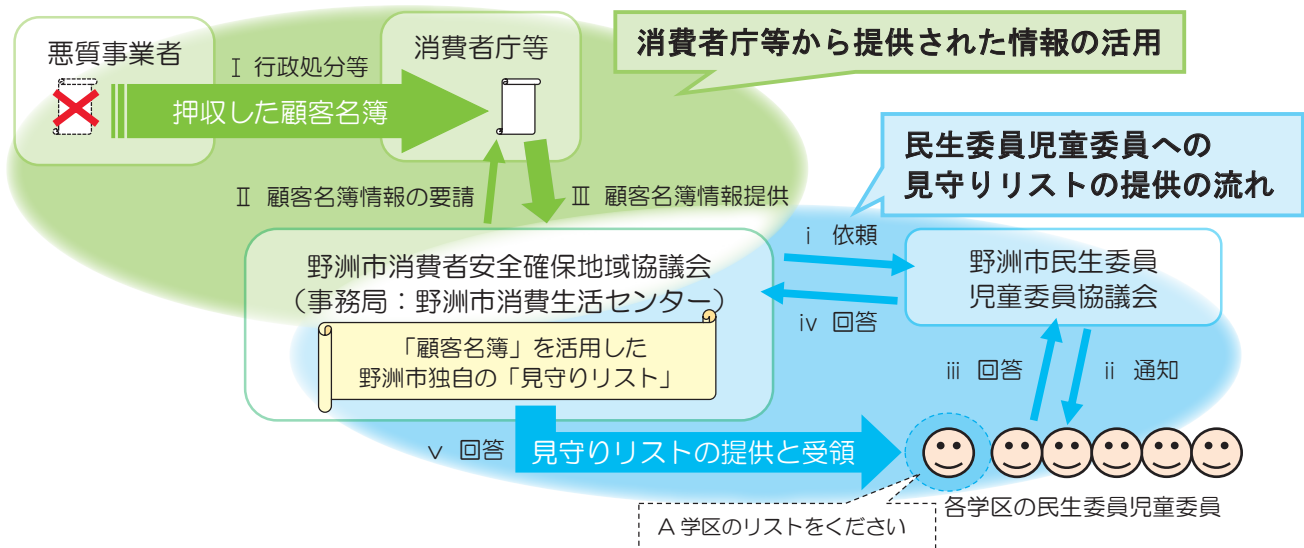 消費者庁等から提供された情報の活用
悪質事業者
Ⅰ 行政処分等
押収した顧客名簿
消費者庁等
Ⅱ 顧客名簿情報の要請
Ⅲ 顧客名簿情報提供
民生委員児童委員への
見守りリストの提供の流れ
野洲市消費者安全確保地域協議会
（事務局：野洲市消費生活センター）
「顧客名簿」を活用した
野洲市独自の「見守りリスト」
ⅰ 依頼
ⅳ 回答
野洲市民生委員
児童委員協議会
ⅲ 回答
ⅱ 通知
ⅴ 回答
見守りリストの提供と受領
各学区の民生委員児童委員
A 学区のリストをください